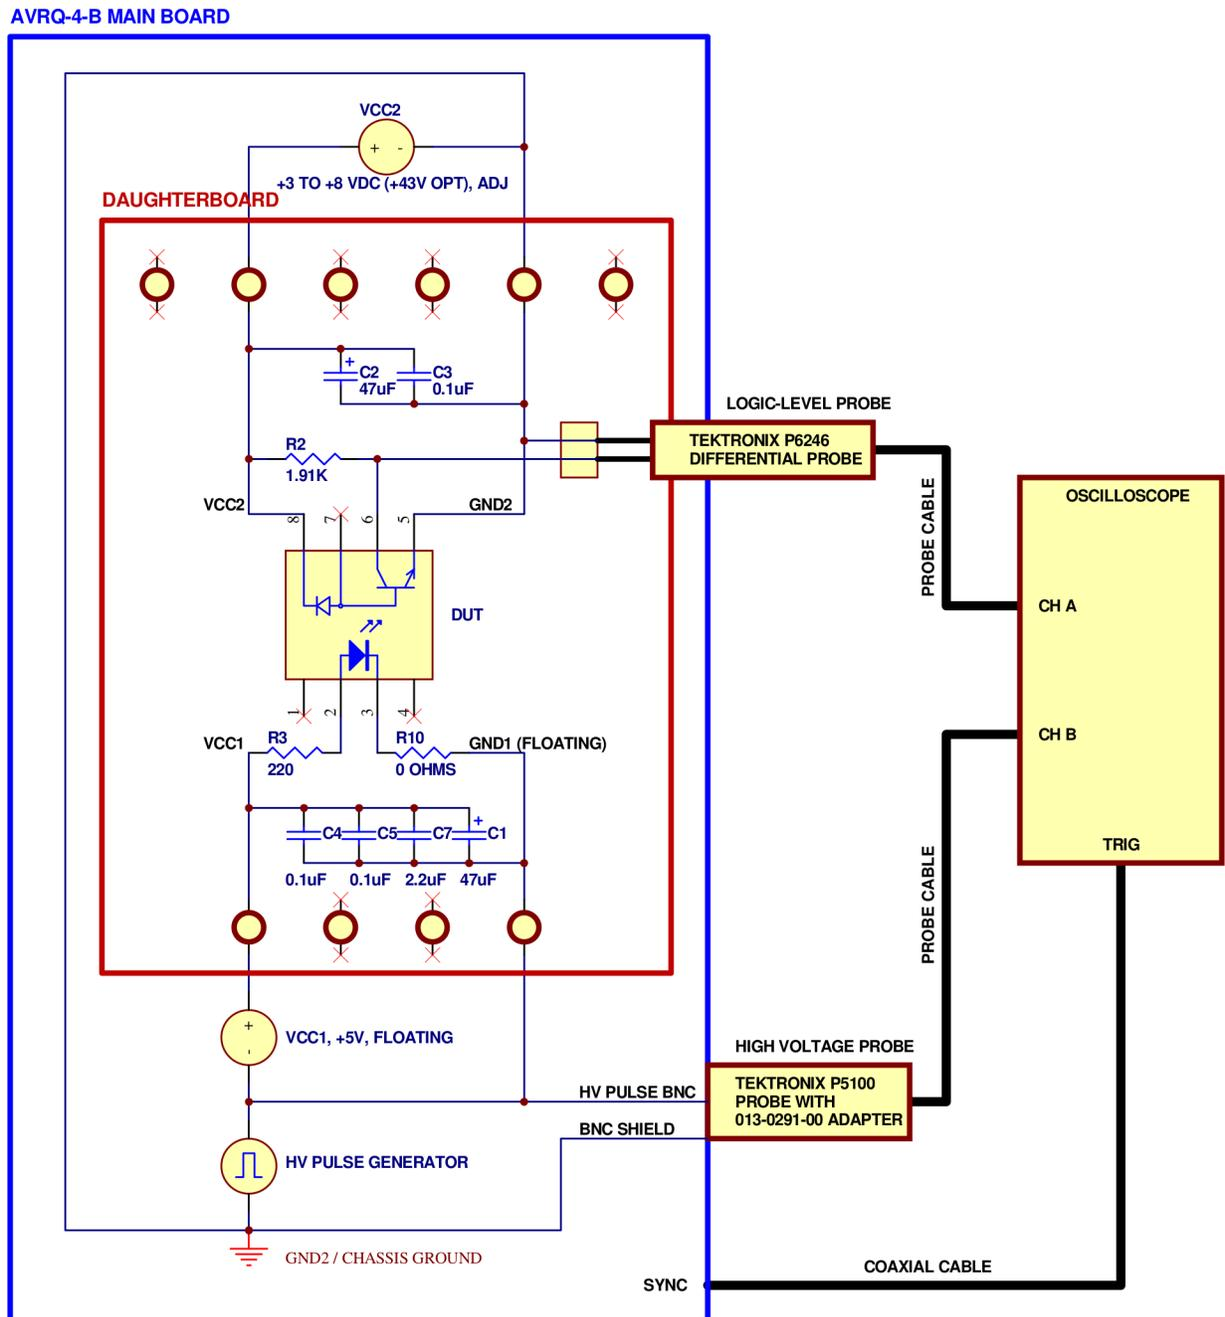 AVRQ-4-B MAIN BOARD
VCC2
+ -
+3 TO +8 VDC (+43V OPT), ADJ
DAUGHTERBOARD
+
C2
47uF
C3
0.1uF
LOGIC-LEVEL PROBE
TEKTRONIX P6246
DIFFERENTIAL PROBE
R2
1.91K
VCC2
GND2
8
7
6
5
PROBE CABLE
OSCILLOSCOPE
CH A
DUT
1
2
3
4
VCC1
R3
220
R10
0 OHMS
GND1 (FLOATING)
CH B
C4
C5
C7
+
C1
0.1uF
0.1uF
2.2uF
47uF
TRIG
PROBE CABLE
+
-
VCC1, +5V, FLOATING
HIGH VOLTAGE PROBE
TEKTRONIX P5100
PROBE WITH
013-0291-00 ADAPTER
HV PULSE BNC
BNC SHIELD
HV PULSE GENERATOR
GND2 / CHASSIS GROUND
SYNC
COAXIAL CABLE